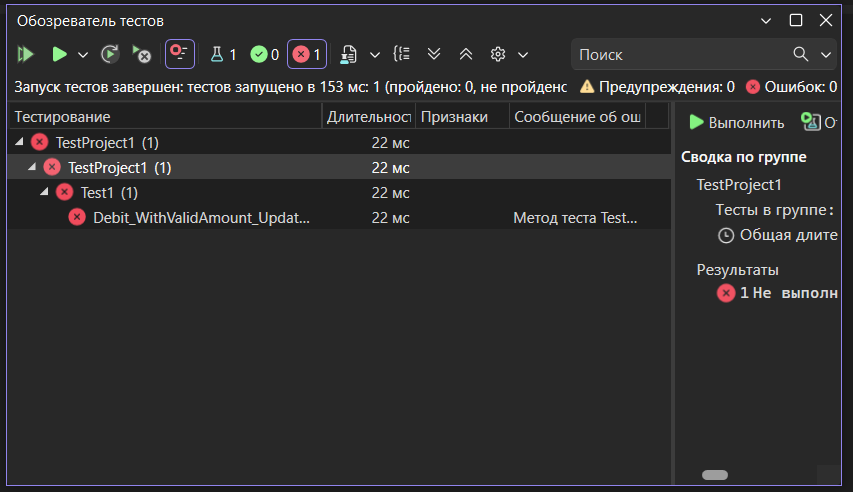 Обозреватель тестов
1 0 1 Поиск
Запуск тестов завершен: тестов запущено в 153 мс: 1 (пройдено: 0, не пройденс Предупреждения: 0 Ошибок: 0
Тестирование Длительност Признаки Сообщение об ош
TestProject1 (1) 22 мс
TestProject1 (1) 22 мс
Test1 (1) 22 мс
Debit_WithValidAmount_Updat... 22 мс Метод теста Test...
Выполнить От
Сводка по группе
TestProject1
Тесты в группе:
Общая длите
Результаты
1 Не выполн